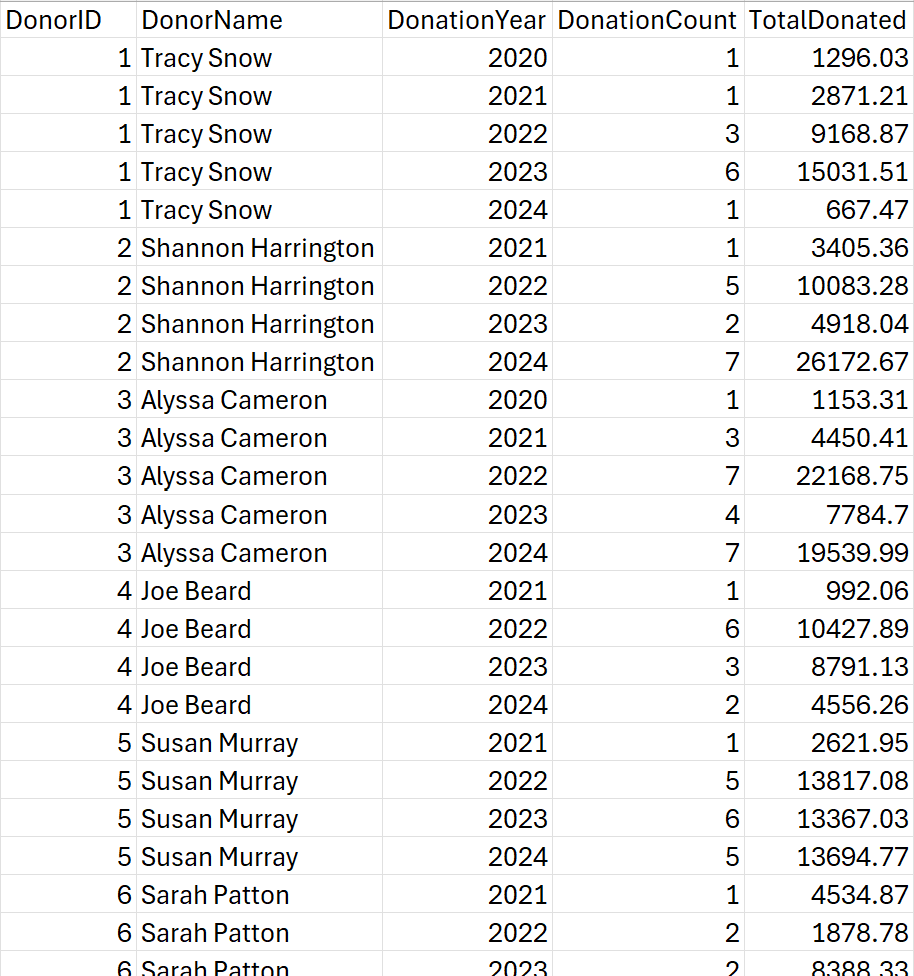 DonorID DonorName DonationYear DonationCount TotalDonated
1 Tracy Snow 2020 1 1296.03
1 Tracy Snow 2021 1 2871.21
1 Tracy Snow 2022 3 9168.87
1 Tracy Snow 2023 6 15031.51
1 Tracy Snow 2024 1 667.47
2 Shannon Harrington 2021 1 3405.36
2 Shannon Harrington 2022 5 10083.28
2 Shannon Harrington 2023 2 4918.04
2 Shannon Harrington 2024 7 26172.67
3 Alyssa Cameron 2020 1 1153.31
3 Alyssa Cameron 2021 3 4450.41
3 Alyssa Cameron 2022 7 22168.75
3 Alyssa Cameron 2023 4 7784.7
3 Alyssa Cameron 2024 7 19539.99
4 Joe Beard 2021 1 992.06
4 Joe Beard 2022 6 10427.89
4 Joe Beard 2023 3 8791.13
4 Joe Beard 2024 2 4556.26
5 Susan Murray 2021 1 2621.95
5 Susan Murray 2022 5 13817.08
5 Susan Murray 2023 6 13367.03
5 Susan Murray 2024 5 13694.77
6 Sarah Patton 2021 1 4534.87
6 Sarah Patton 2022 2 1878.78
6 Sarah Patton 2023 2 8388.33